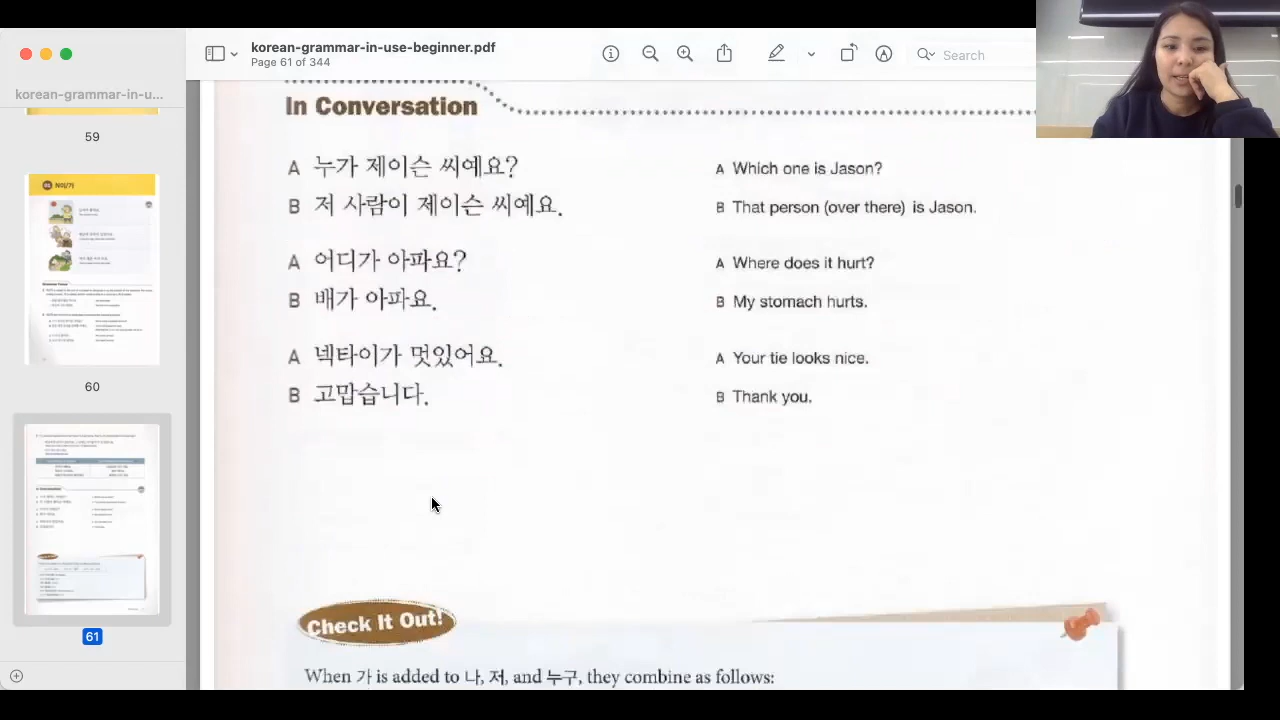 korean-grammar-in-use-beginner.pdf
Page 61 of 344
Search
korean-grammar-in-u...
59
60
61
In Conversation
A 누가 제이슨 씨예요?
B 저 사람이 제이슨 씨예요.
A 어디가 아파요?
B 배가 아파요.
A 넥타이가 멋있어요.
B 고맙습니다.
A Which one is Jason?
B That person (over there) is Jason.
A Where does it hurt?
B My stomach hurts.
A Your tie looks nice.
B Thank you.
Check It Out!
When 가 is added to 나, 저, and 누구, they combine as follows: